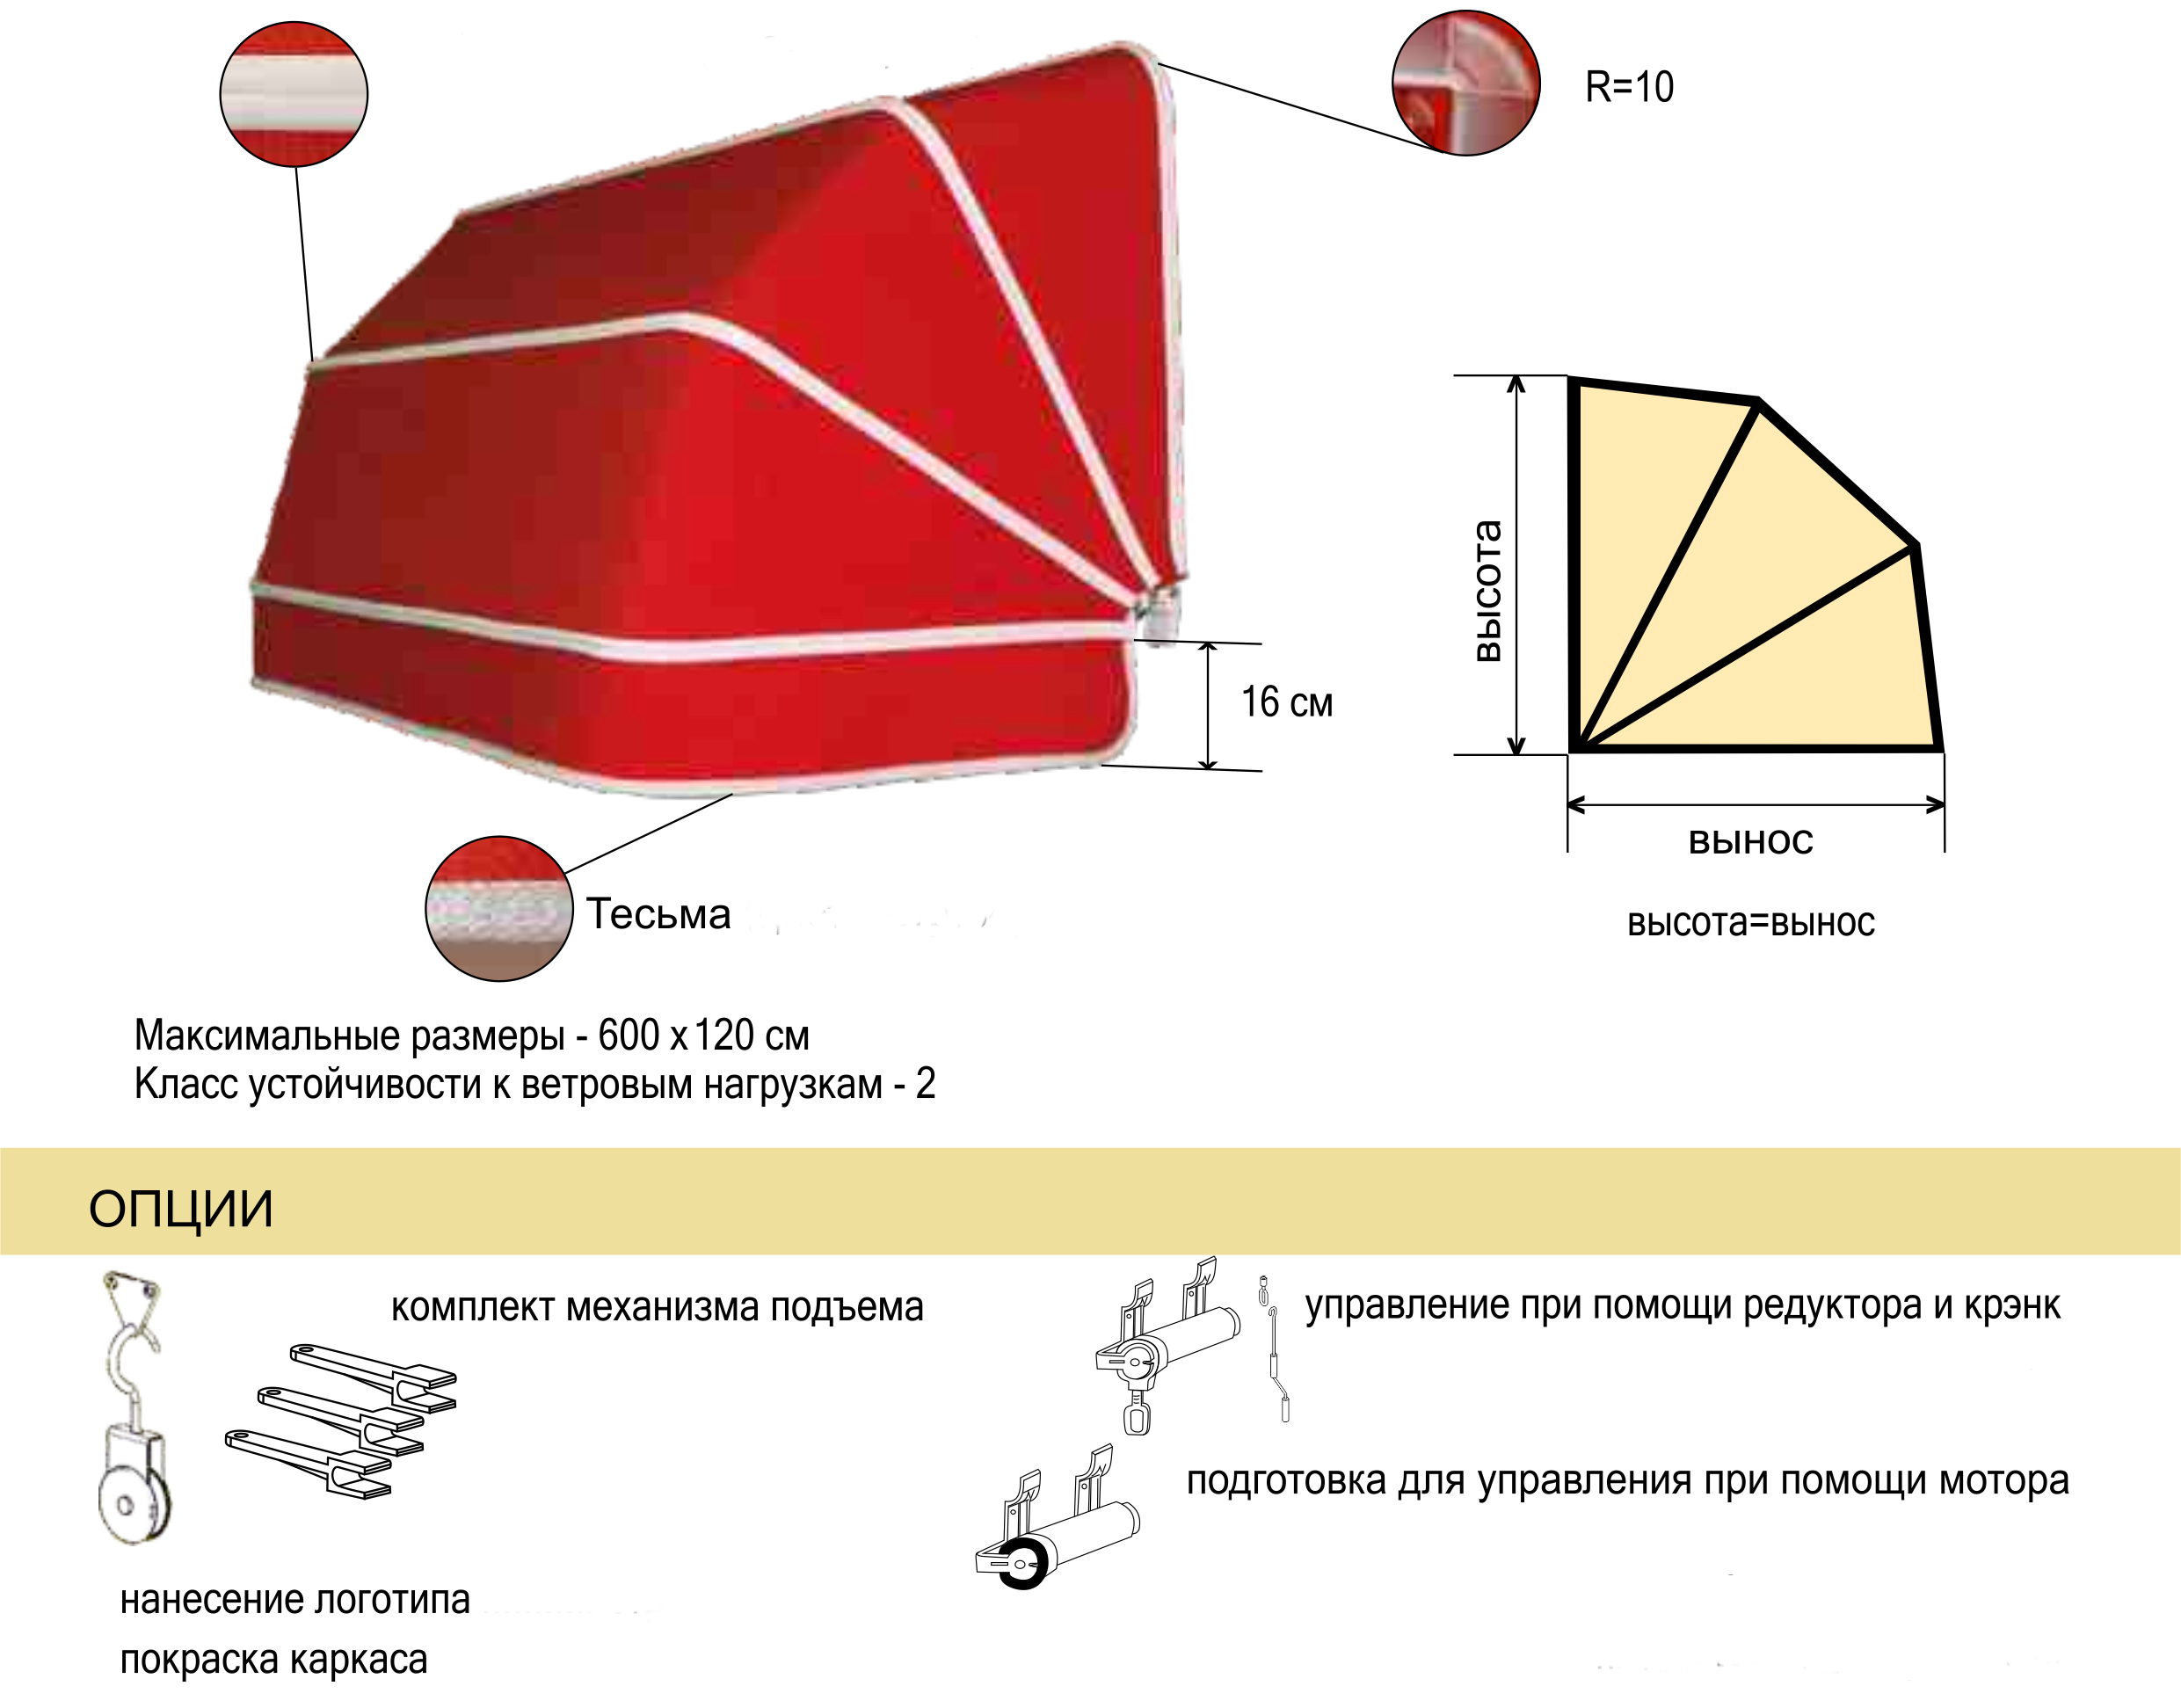 R=10
высота
16 см
вынос
Тесьма
высота=вынос
Максимальные размеры - 600 х 120 см
Класс устойчивости к ветровым нагрузкам - 2
ОПЦИИ
комплект механизма подъема
управление при помощи редуктора и крэнк
подготовка для управления при помощи мотора
нанесение логотипа
покраска каркаса